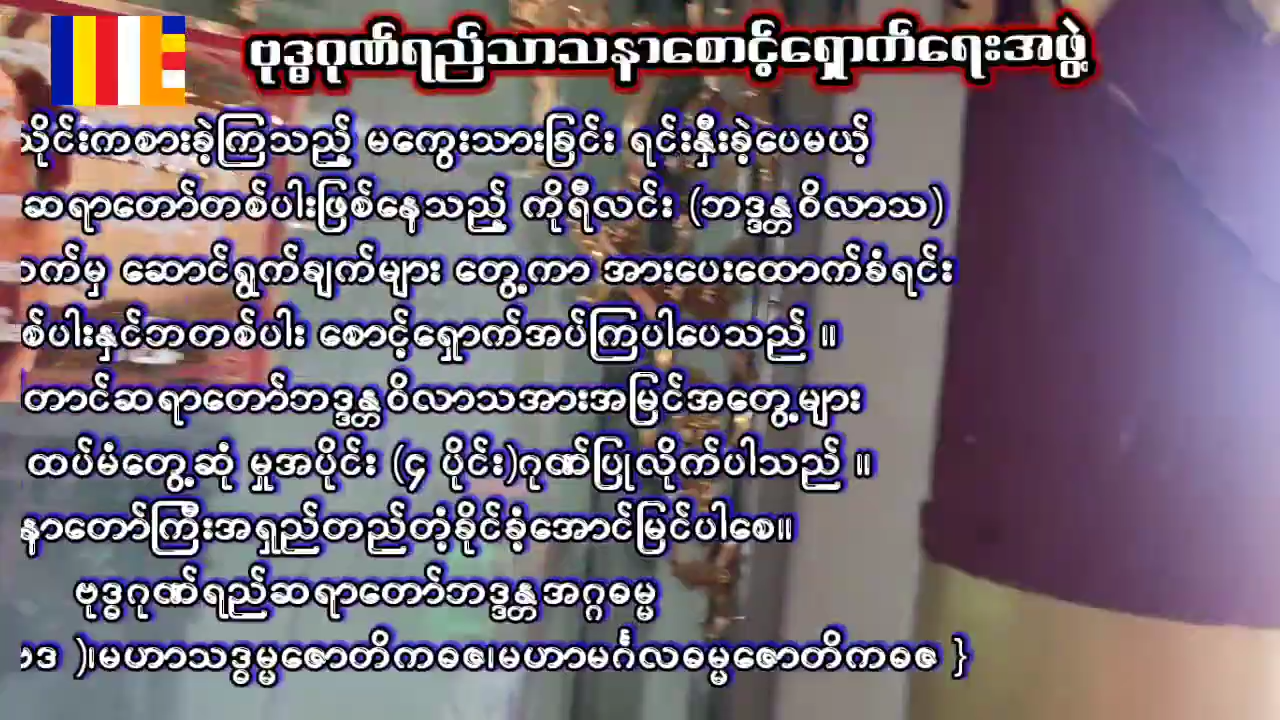 ဗုဒ္ဓဂုဏ်ရည်သာသနာစောင့်ရှောက်ရေးအဖွဲ့
သိုင်းကစားခဲ့ကြသည့် မကွေးသားခြင်း ရင်းနှီးခဲ့ပေမယ့်
ဆရာတော်တစ်ပါးဖြစ်နေသည့် ကိုရီလင်း (ဘဒ္ဒန္တဝိလာသ)
ဆောင်ရွက်ချက်များ တွေ့ကာ အားပေးထောက်ခံရင်း
စ်ပါးနှင်ဘတစ်ပါး စောင့်ရှောက်အပ်ကြပါပေသည် ။
တောင်ဆရာတော်ဘဒ္ဒန္တဝိလာသအားအမြင်အတွေ့များ
ထပ်မံတွေ့ဆုံ မှုအပိုင်း (၄ ပိုင်း)ဂုဏ်ပြုလိုက်ပါသည် ။
နာတော်ကြီးအရှည်တည်တံ့ခိုင်ခံ့အောင်မြင်ပါစေ။
ဗုဒ္ဓဂုဏ်ရည်ဆရာတော်ဘဒ္ဒန္တအဂ္ဂဓမ္မ
)၊မဟာသဒ္ဓမ္မဇောတိကဓဇ၊မဟာမင်္ဂလဓမ္မဇောတိကဓဇ }